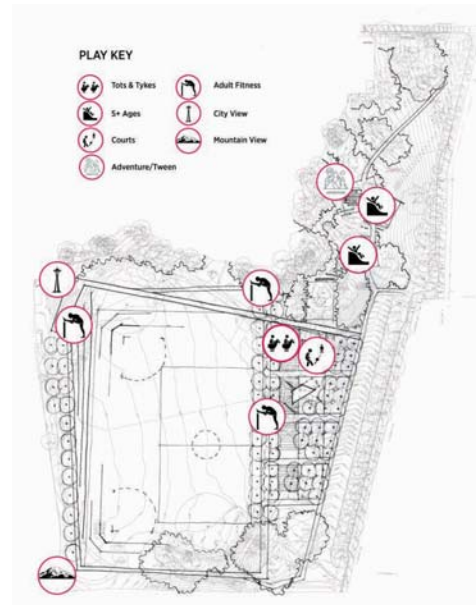 PLAY KEY
Tots & Tykes
Adult Fitness
5+ Ages
City View
Courts
Mountain View
Adventure/Tween